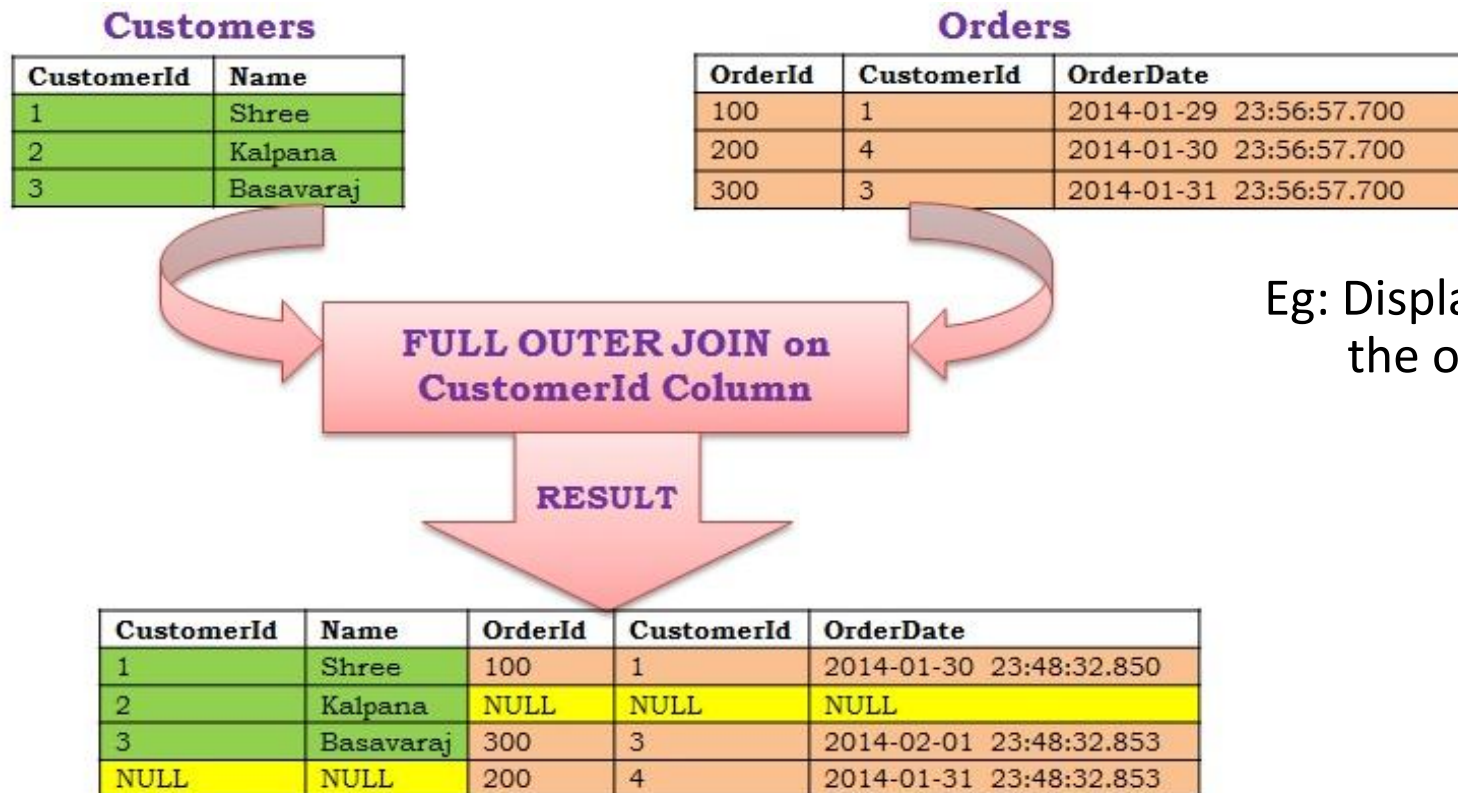 Customers
CustomerId Name
1 Shree
2 Kalpana
3 Basavaraj
Orders
OrderId CustomerId OrderDate
100 1 2014-01-29 23:56:57.700
200 4 2014-01-30 23:56:57.700
300 3 2014-01-31 23:56:57.700
Eg:
the
FULL OUTER JOIN on
CustomerId Column
RESULT
CustomerId Name OrderId CustomerId OrderDate
1 Shree 100 1 2014-01-30 23:48:32.850
2 Kalpana NULL NULL NULL
3 Basavaraj 300 3 2014-02-01 23:48:32.853
NULL NULL 200 4 2014-01-31 23:48:32.853